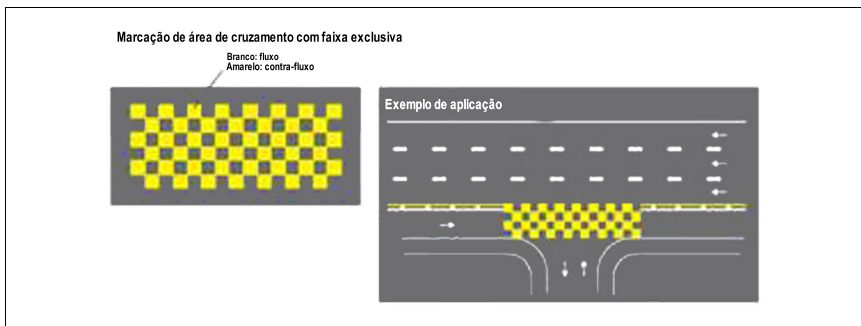 Marcação de área de cruzamento com faixa exclusiva
Branco: fluxo
Amarelo: contra-fluxo
Exemplo de aplicação